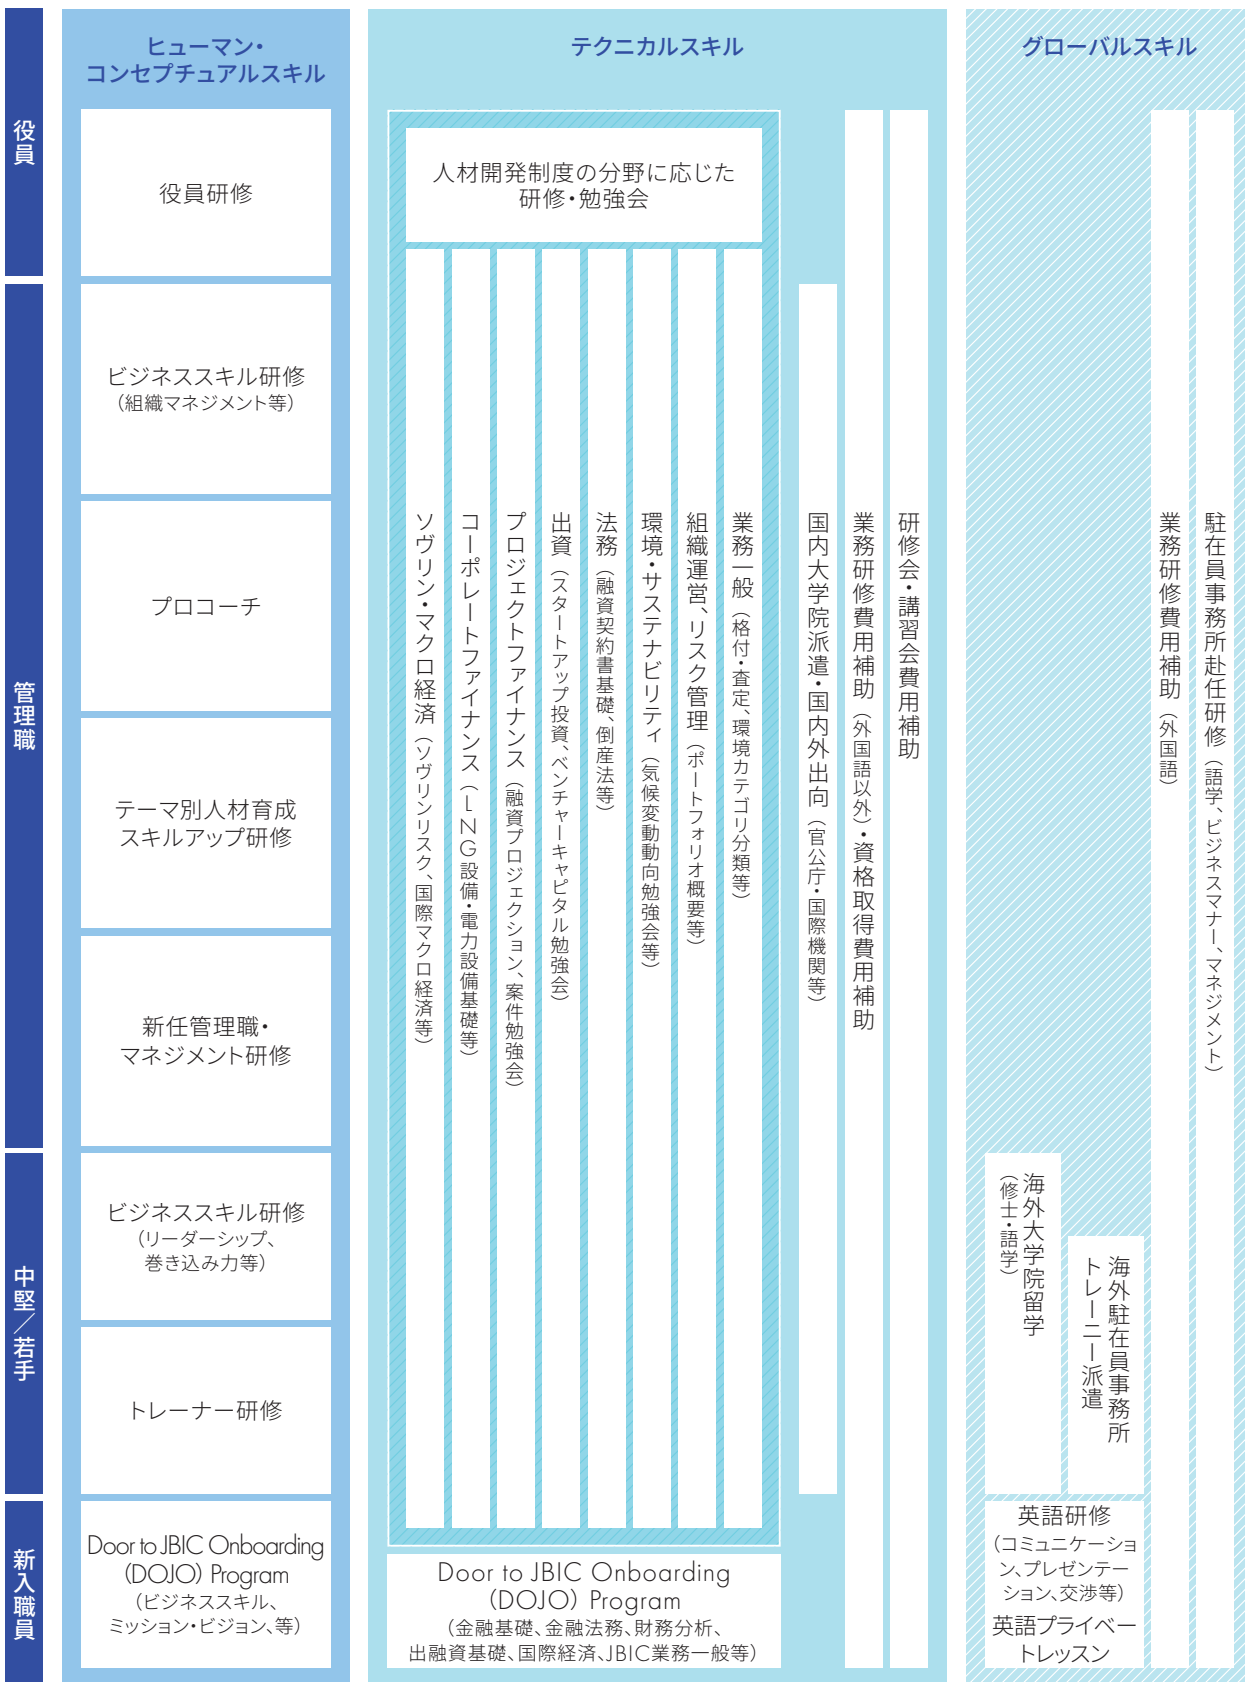 ヒューマン・
コンセプチュアルスキル
テクニカルスキル
グローバルスキル
役員
管理職
中堅／若手
新入職員
役員研修
ビジネススキル研修
（組織マネジメント等）
プロコーチ
テーマ別人材育成
スキルアップ研修
新任管理職・
マネジメント研修
ビジネススキル研修
（リーダーシップ、
巻き込み力等）
トレーナー研修
Door to JBIC Onboarding
（DOJO）Program
（ビジネススキル、
ミッション・ビジョン、等）
人材開発制度の分野に応じた
研修・勉強会
ソヴリン・マクロ経済（ソヴリンリスク、国際マクロ経済等）
コーポレートファイナンス（LNG設備・電力設備基礎等）
プロジェクトファイナンス（融資プロジェクション、案件勉強会）
出資（スタートアップ投資、ベンチャーキャピタル勉強会）
法務（融資契約書基礎、倒産法等）
環境・サステナビリティ（気候変動動向勉強会等）
組織運営、リスク管理（ポートフォリオ概要等）
業務一般（格付・査定、環境カテゴリ分類等）
Door to JBIC Onboarding
（DOJO）Program
（金融基礎、金融法務、財務分析、
出融資基礎、国際経済、JBIC業務一般等）
国内大学院派遣・国内外出向（官公庁・国際機関等）
業務研修費用補助（外国語以外）・資格取得費用補助
研修会・講習会費用補助
海外大学院留学
（修士・語学）
海外駐在員事務所
トレーニー派遣
英語研修
（コミュニケーショ
ン、プレゼンテー
ション、交渉等）
英語プライベー
トレッスン
業務研修費用補助（外国語）
駐在員事務所赴任研修（語学、ビジネスマナー、マネジメント）